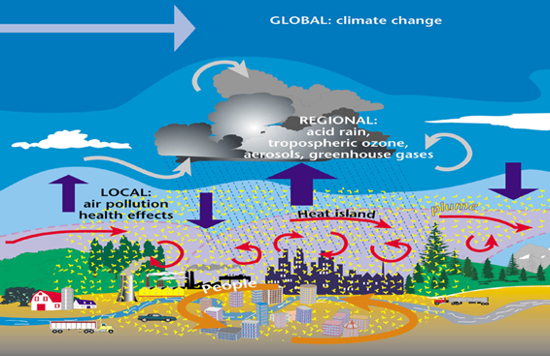 GLOBAL: climate change
REGIONAL:
acid rain,
tropospheric ozone,
aerosols, greenhouse gases
LOCAL:
air pollution
health effects
Heat island
plume
People